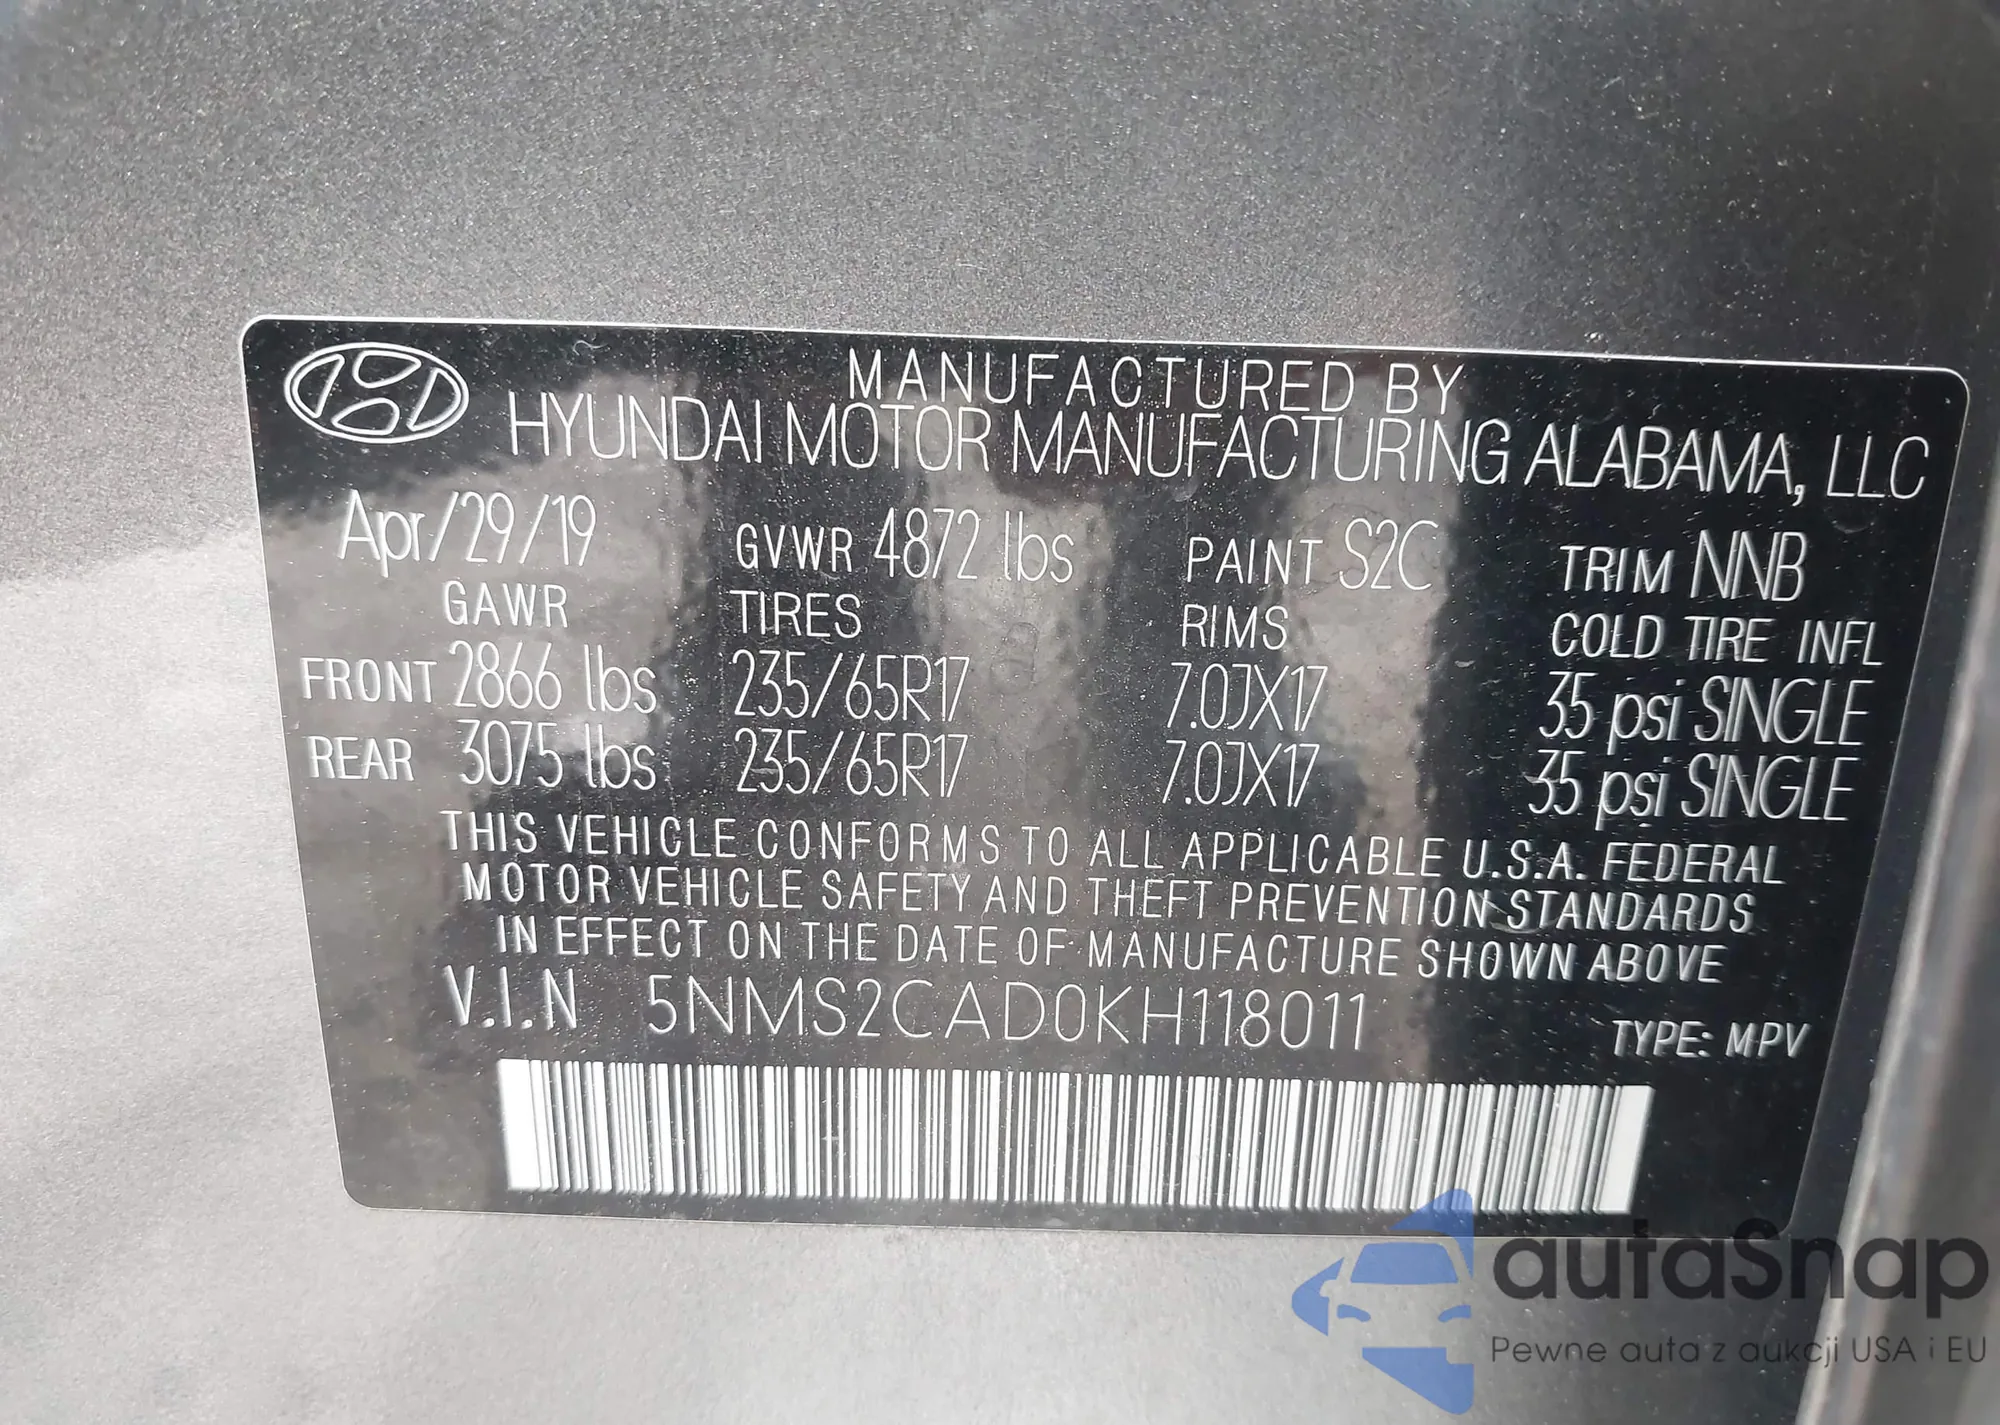 MANUFACTURED BY
HYUNDAI MOTOR MANUFACTURING ALABAMA, LLC
Apr/29/19 GVWR 4872 lbs PAINT S2C TRIM NNB
GAWR TIRES RIMS COLD TIRE INFL
FRONT 2866 lbs 235/65R17 7.0JX17 35 psi SINGLE
REAR 3075 lbs 235/65R17 7.0JX17 35 psi SINGLE
THIS VEHICLE CONFORMS TO ALL APPLICABLE U.S.A. FEDERAL
MOTOR VEHICLE SAFETY AND THEFT PREVENTION STANDARDS
IN EFFECT ON THE DATE OF MANUFACTURE SHOWN ABOVE
V.I.N 5NMS2CAD0KH118011 TYPE: MPV
autaSnap
Pewne auta z aukcji USA i EU